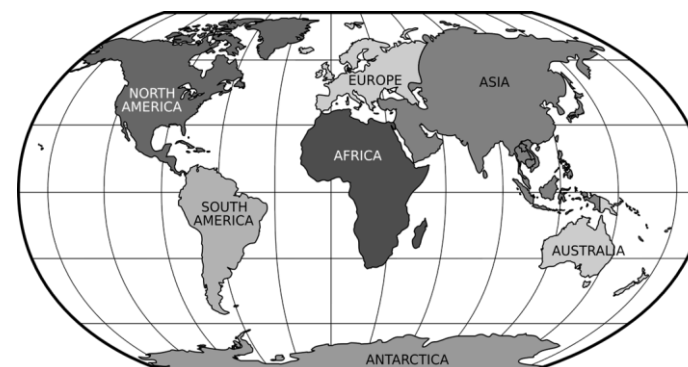 NORTH
AMERICA
EUROPE
ASIA
AFRICA
SOUTH
AMERICA
AUSTRALIA
ANTARCTICA